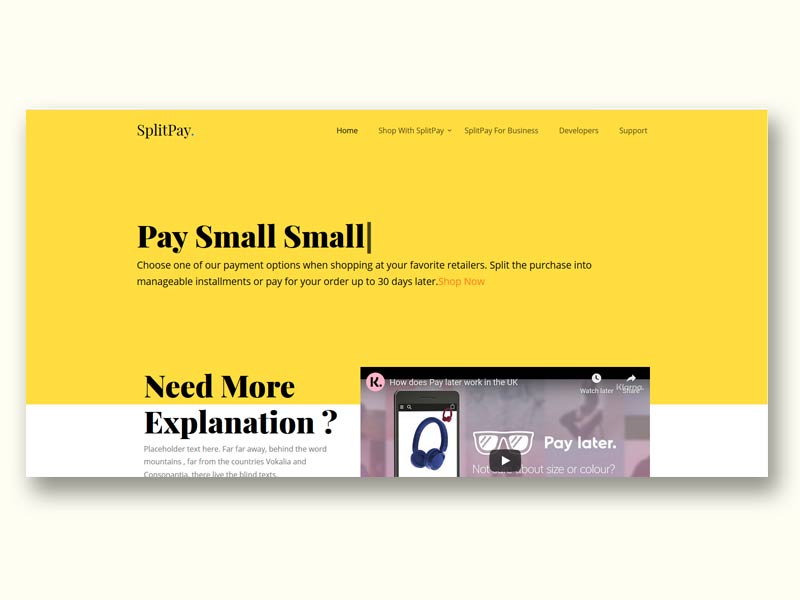 SplitPay.
Home Shop With SplitPay SplitPay For Business Developers Support
Pay Small Small
Choose one of our payment options when shopping at your favorite retailers. Split the purchase into
manageable installments or pay for your order up to 30 days later.Shop Now
Need More
Explanation ?
Placeholder text here. Far far away, behind the word
mountains , far from the countries Vokalia and
Consonantia, there live the blind texts.
K. How does Pay later work in the UK
Watch later Share
Klarna.
Pay later.
Not sure about size or colour?